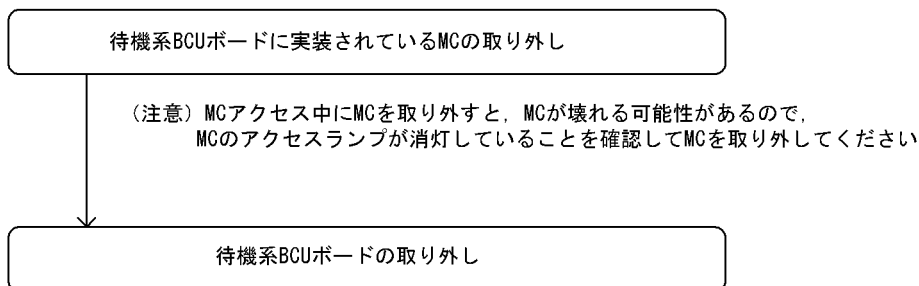 待機系BCUボードに実装されているMCの取り外し
（注意）MCアクセス中にMCを取り外すと，MCが壊れる可能性があるので，
MCのアクセスランプが消灯していることを確認してMCを取り外してください
待機系BCUボードの取り外し